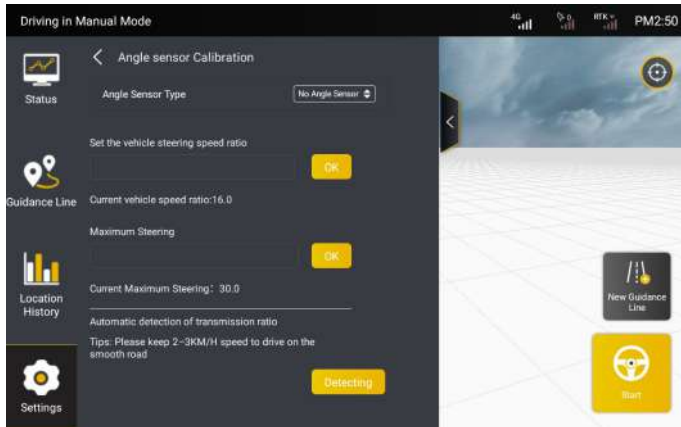 Driving in Manual Mode
4G
0
RTK
PM2:50
Status
Guidance Line
Location
History
Settings
Angle sensor Calibration
Angle Sensor Type
No Angle Sensor
Set the vehicle steering speed ratio
OK
Current vehicle speed ratio:16.0
Maximum Steering
OK
Current Maximum Steering: 30.0
Automatic detection of transmission ratio
Tips: Please keep 2-3KM/H speed to drive on the
smooth road
Detecting
New Guidance
Line
Start